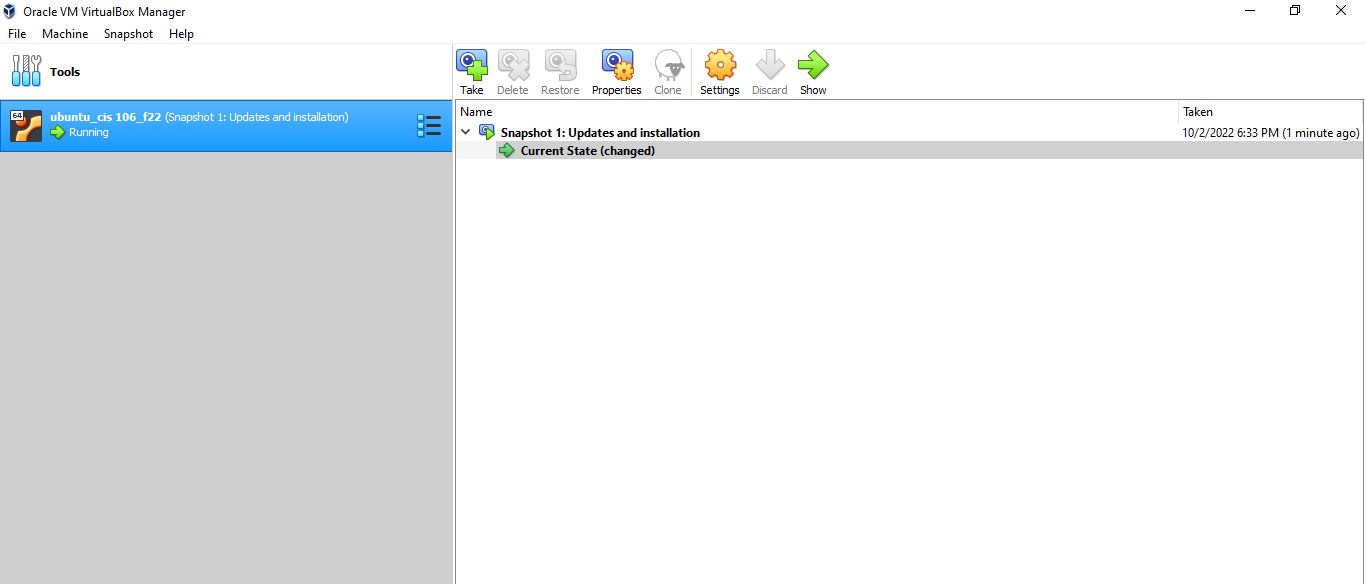 Oracle VM VirtualBox Manager
File Machine Snapshot Help
Tools
Take Delete Restore Properties Clone Settings Discard Show
64
ubuntu_cis 106_f22 (Snapshot 1: Updates and installation)
Running
Name Taken
Snapshot 1: Updates and installation 10/2/2022 6:33 PM (1 minute ago)
Current State (changed)